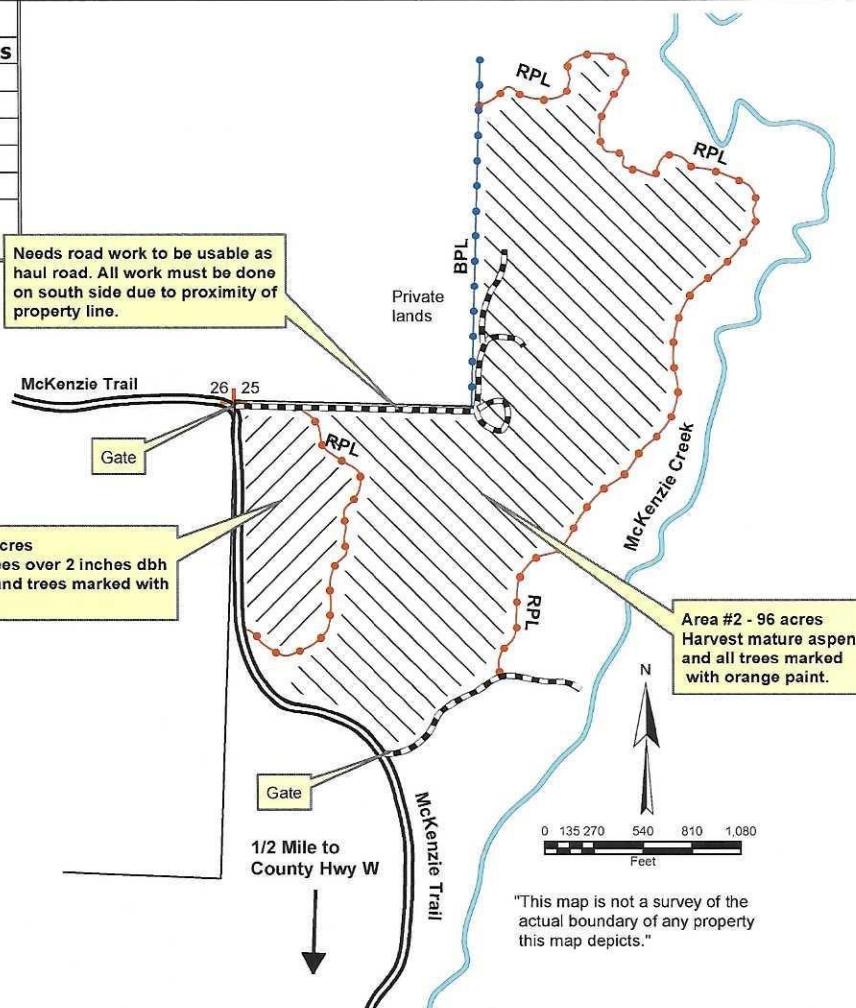 s
RPL
RPL
Needs road work to be usable as
haul road. All work must be done
on south side due to proximity of
property line.
BPL
Private
lands
McKenzie Trail
26 25
Gate
RPL
McKenzie Creek
cres
ees over 2 inches dbh
and trees marked with
RPL
Area #2 - 96 acres
Harvest mature aspen
and all trees marked
with orange paint.
N
Gate
McKenzie Trail
0 135 270 540 810 1,080
Feet
1/2 Mile to
County Hwy W
"This map is not a survey of the
actual boundary of any property
this map depicts."